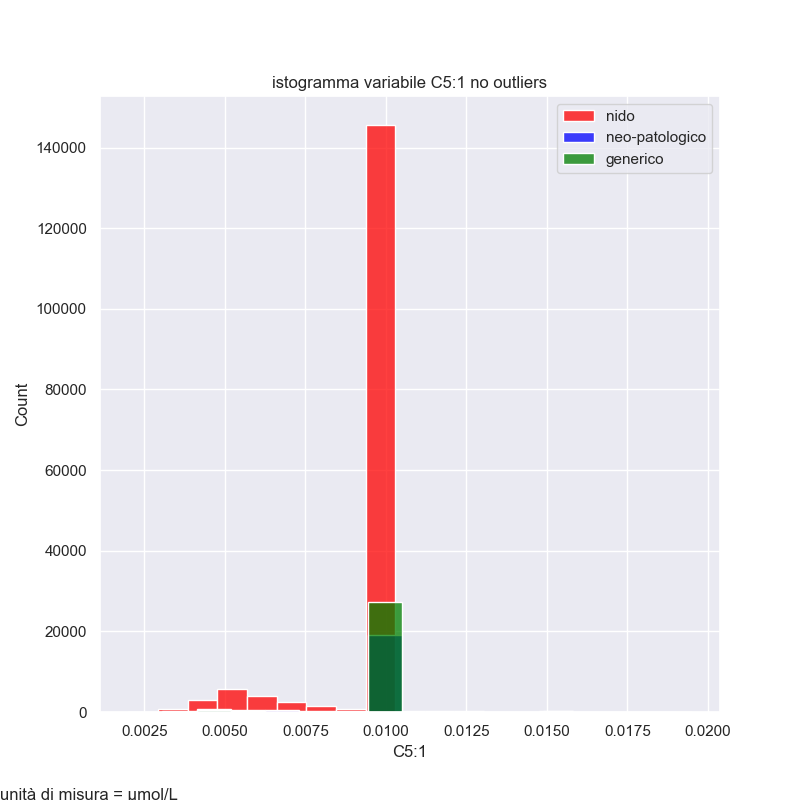 istogramma variabile C5:1 no outliers
nido
neo-patologico
generico
140000
120000
100000
80000
60000
40000
20000
0
Count
0.0025 0.0050 0.0075 0.0100 0.0125 0.0150 0.0175 0.0200
C5:1
unità di misura = µmol/L